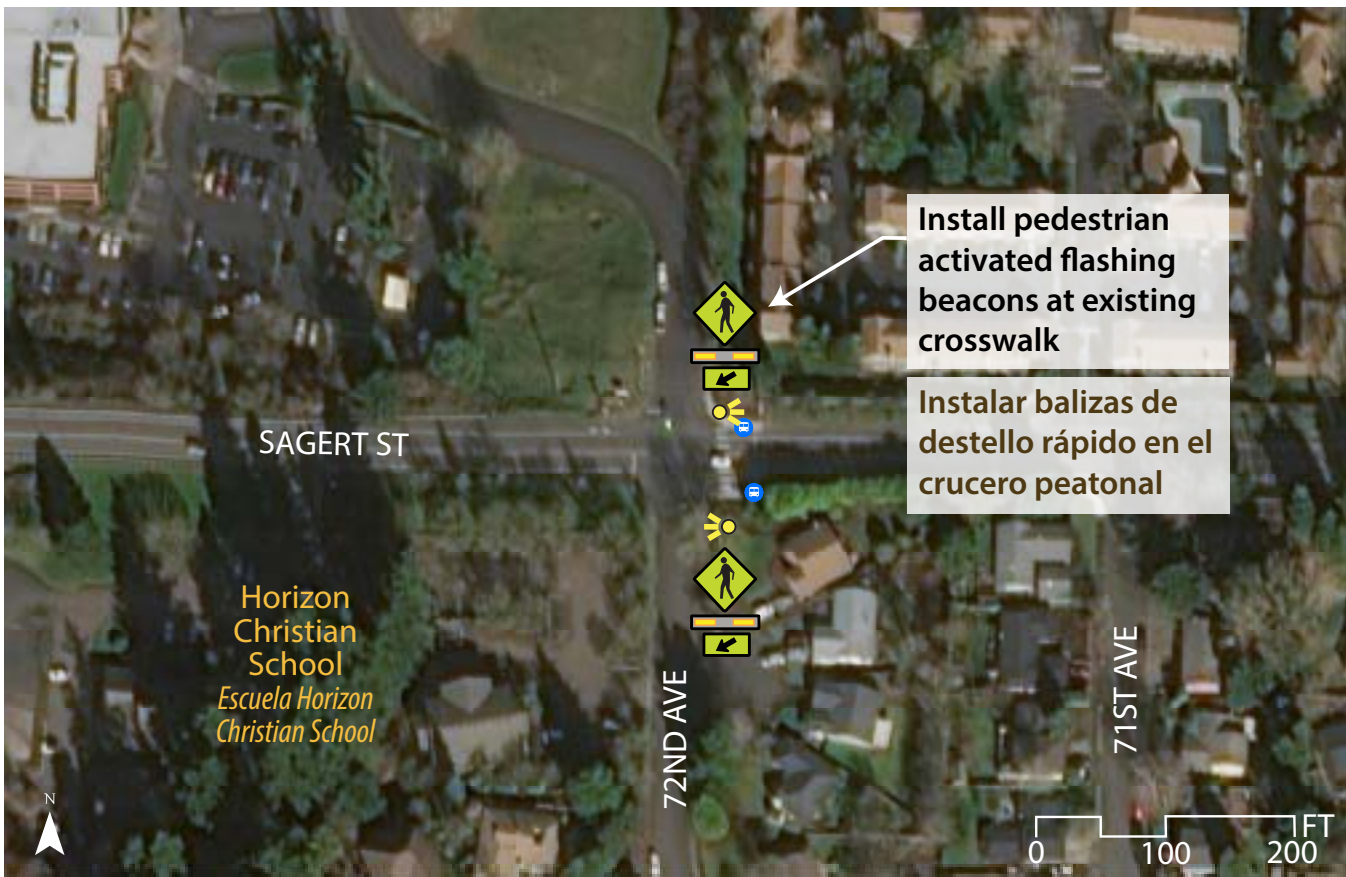 Install pedestrian
activated flashing
beacons at existing
crosswalk
Instalar balizas de
destello rápido en el
crucero peatonal
SAGERT ST
Horizon
Christian
School
Escuela Horizon
Christian School
72ND AVE
71ST AVE
N
FT
0 100 200